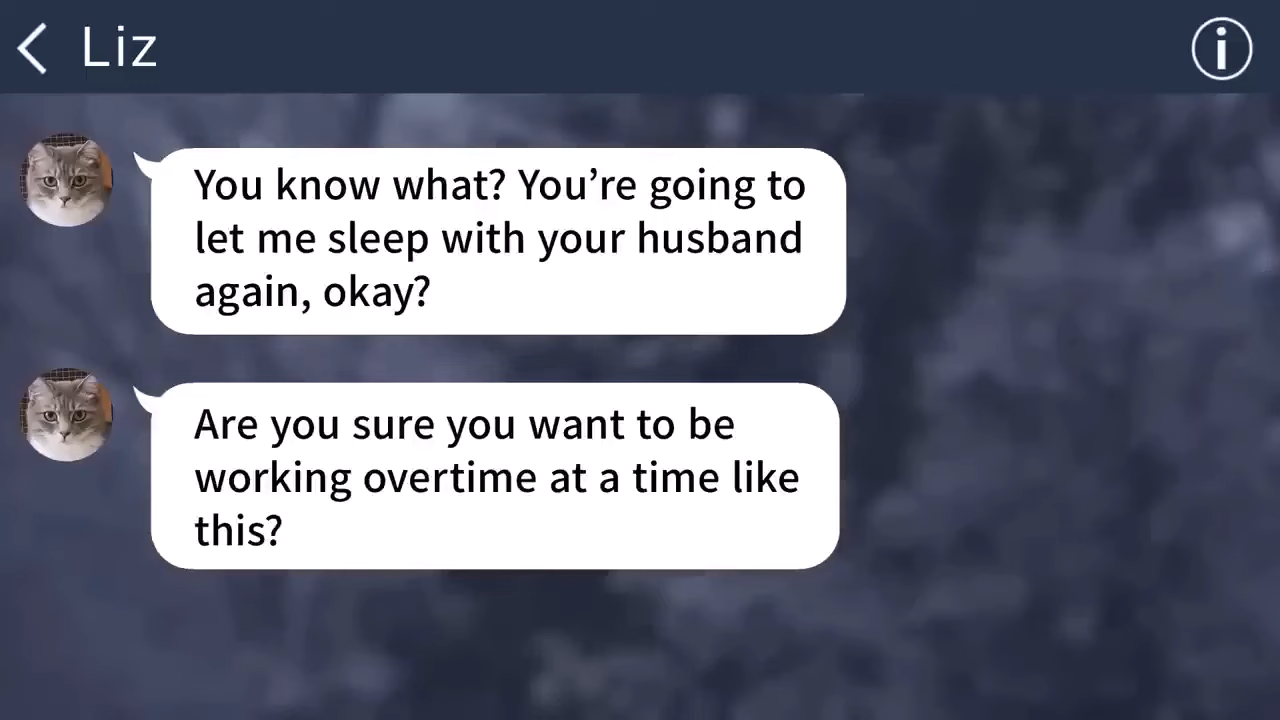 Liz
You know what? You’re going to
let me sleep with your husband
again, okay?
Are you sure you want to be
working overtime at a time like
this?